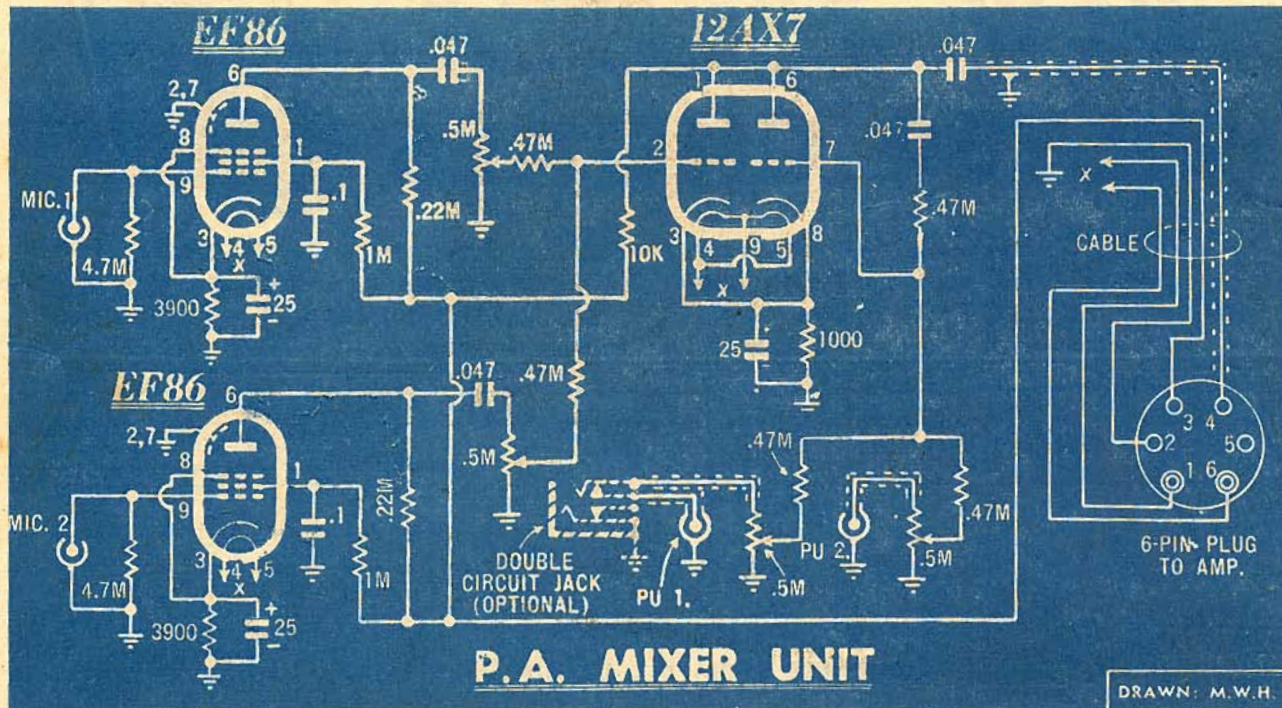 EF86
12AX7
.047
.047
6
1
6
2,7
8
9
1
.5M
.47M
2
7
.047
MIC. 1
.1
.22M
.47M
3
4
5
X
1M
10K
3
4
9
5
8
X
CABLE
4.7M
3900
+
25
-
X
25
1000
EF86
.047
.47M
6
2,7
8
9
1
.5M
.47M
3
4
2
5
1
6
MIC. 2
.1
.22M
.47M
3
4
5
X
1M
DOUBLE
CIRCUIT JACK
(OPTIONAL)
PU 1.
.5M
PU 2.
.5M
6-PIN PLUG
TO AMP.
4.7M
3900
+
25
-
P.A. MIXER UNIT
DRAWN: M.W.H.